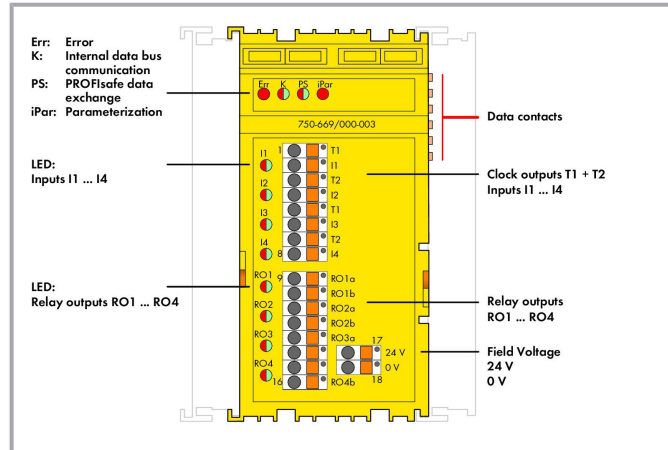 Err: Error
K: Internal data bus
communication
PS: PROFIsafe data
exchange
iPar: Parameterization
Err K PS iPar
750-669/000-003
Data contacts
LED:
Inputs I1 ... I4
I1
I2
I3
I4
1
8
T1
I1
T2
I2
T1
I3
T2
I4
Clock outputs T1 + T2
Inputs I1 ... I4
LED:
Relay outputs RO1 ... RO4
RO1
RO2
RO3
RO4
9
16
RO1a
RO1b
RO2a
RO2b
RO3a
RO4b
17
24 V
0 V
18
Relay outputs
RO1 ... RO4
Field Voltage
24 V
0 V